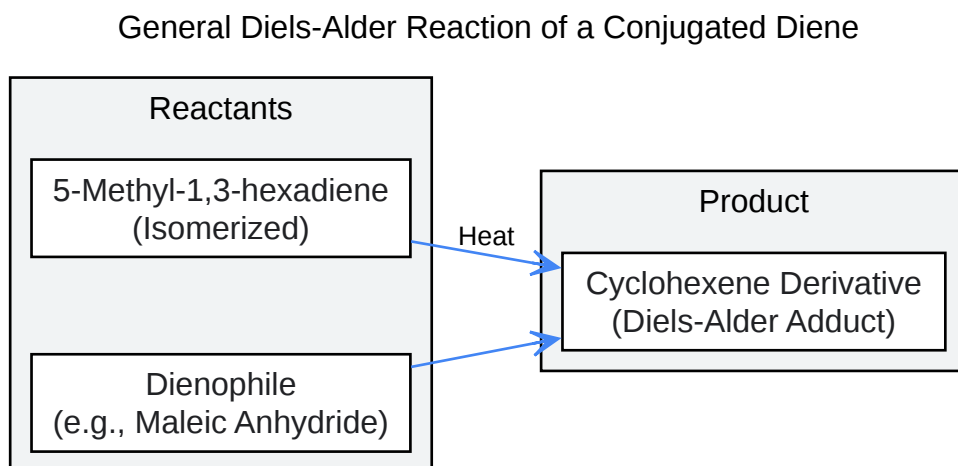 General Diels-Alder Reaction of a Conjugated Diene
Reactants
5-Methyl-1,3-hexadiene
(Isomerized)
Heat
Dienophile
(e.g., Maleic Anhydride)
Product
Cyclohexene Derivative
(Diels-Alder Adduct)